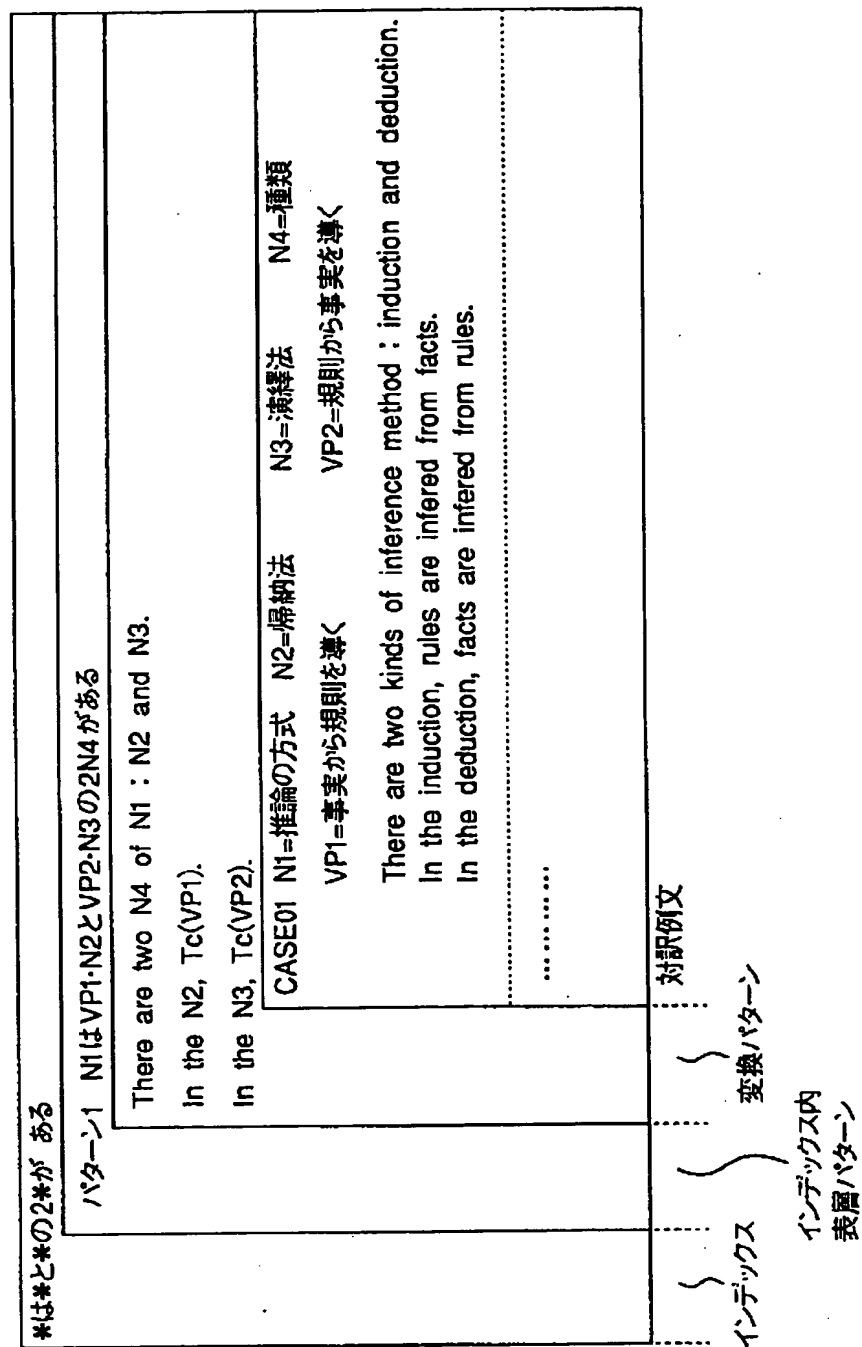 *は*と*の2*が ある
パターン1 N1はVP1・N2とVP2・N3の2N4がある
There are two N4 of N1 : N2 and N3.
In the N2, Tc(VP1).
In the N3, Tc(VP2).
CASE01 N1=推論の方式 N2=帰納法 N3=演繹法 N4=種類
VP1=事実から規則を導く VP2=規則から事実を導く
There are two kinds of inference method : induction and deduction.
In the induction, rules are infered from facts.
In the deduction, facts are infered from rules.
…………
対訳例文
変換パターン
インデックス内
表層パターン
インデックス